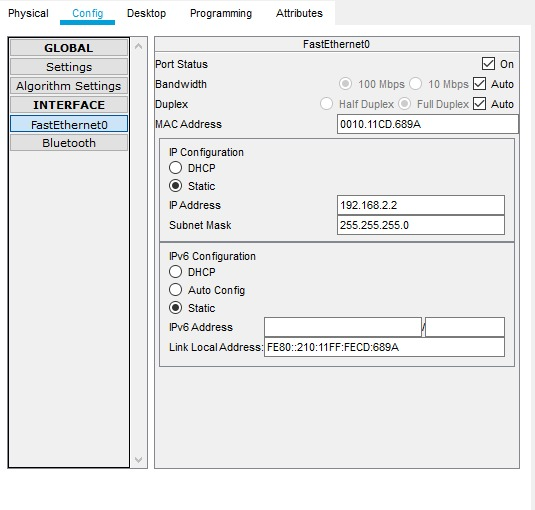 Physical Config Desktop Programming Attributes
GLOBAL
Settings
Algorithm Settings
INTERFACE
FastEthernet0
Bluetooth
FastEthernet0
Port Status On
Bandwidth 100 Mbps 10 Mbps Auto
Duplex Half Duplex Full Duplex Auto
MAC Address 0010.11CD.689A
IP Configuration
DHCP
Static
IP Address 192.168.2.2
Subnet Mask 255.255.255.0
IPv6 Configuration
DHCP
Auto Config
Static
IPv6 Address /
Link Local Address: FE80::210:11FF:FECD:689A